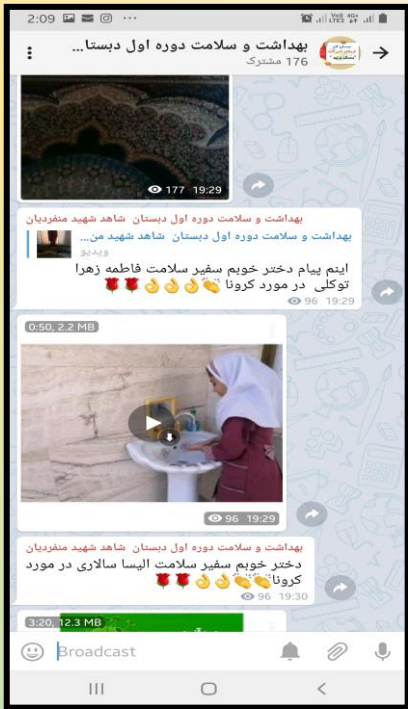 2:09
بهداشت و سلامت دوره اول دبستا...
176 مشترک
177 19:29
بهداشت و سلامت دوره اول دبستان شاهد شهید منفردیان
بهداشت و سلامت دوره اول دبستان شاهد شهید من...
ویدیو
اینم پیام دختر خوبم سفیر سلامت فاطمه زهرا
توکلی در مورد کرونا 👏👌👌👌🌹🌹
96 19:29
0:50, 2.2 MB
96 19:29
بهداشت و سلامت دوره اول دبستان شاهد شهید منفردیان
دختر خوبم سفیر سلامت الیسا سالاری در مورد
کرونا👏👏👌👌🌹🌹
96 19:30
3:20, 12.3 MB
Broadcast